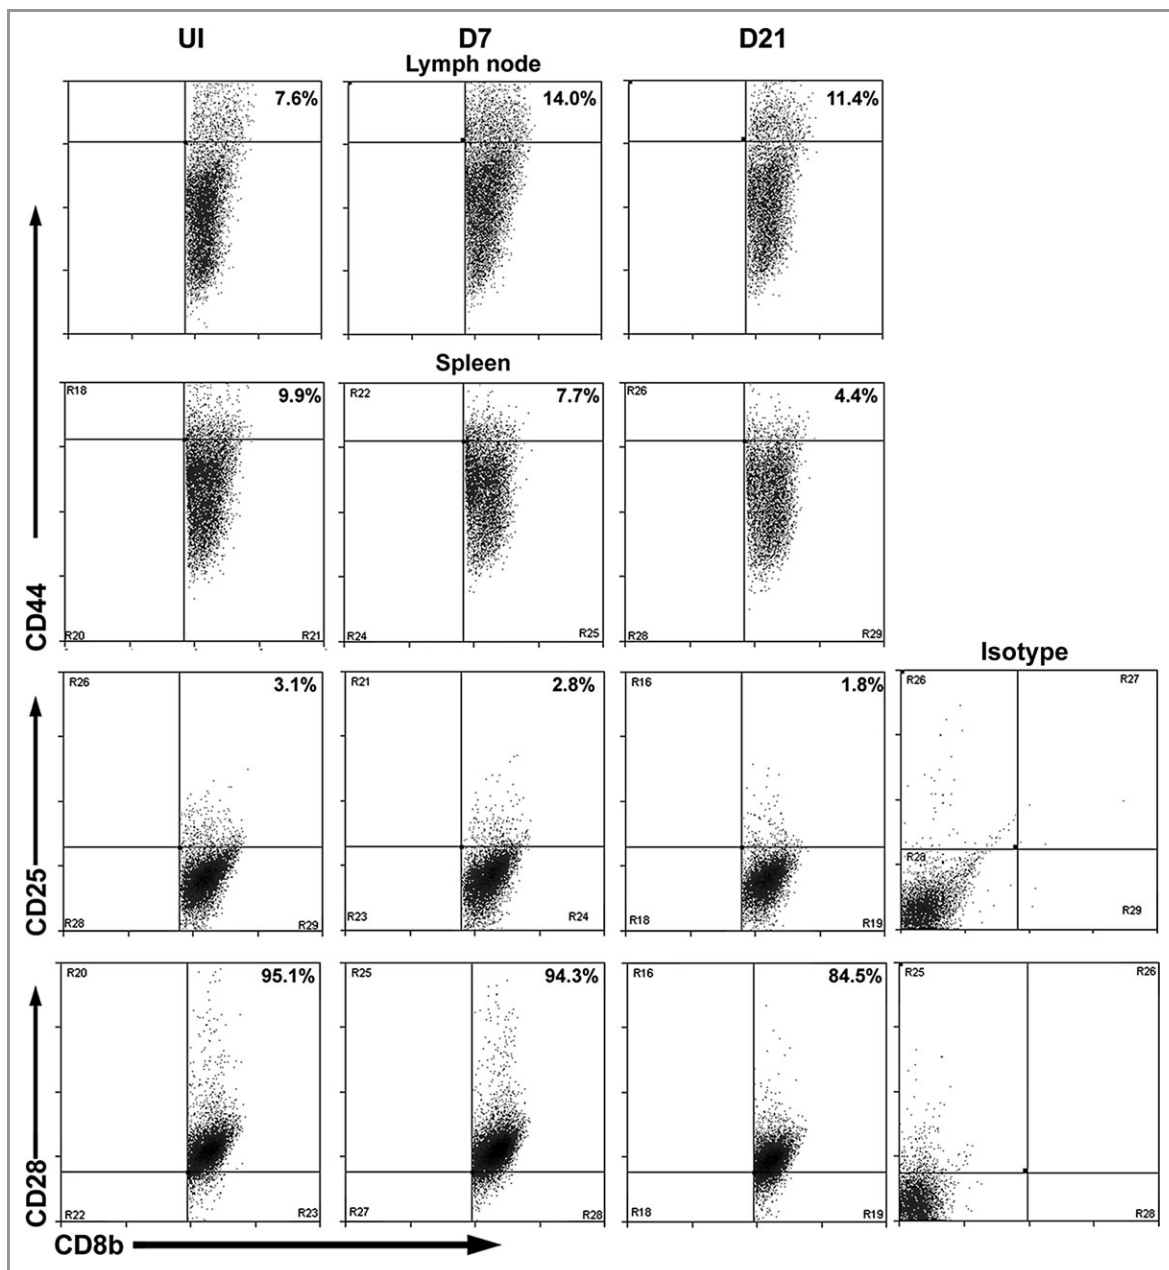 UI D7 D21
Lymph node
7.6% 14.0% 11.4%
Spleen
R18 9.9% R22 7.7% R26 4.4%
CD44
R20 R21 R24 R25 R28 R29
Isotype
R26 3.1% R21 2.8% R16 1.8% R26 R27
CD25
R28
R28 R29 R23 R24 R18 R19 R29
R20 95.1% R25 94.3% R16 84.5% R25 R26
CD28
R22 R23 R27 R28 R18 R19 R28
CD8b